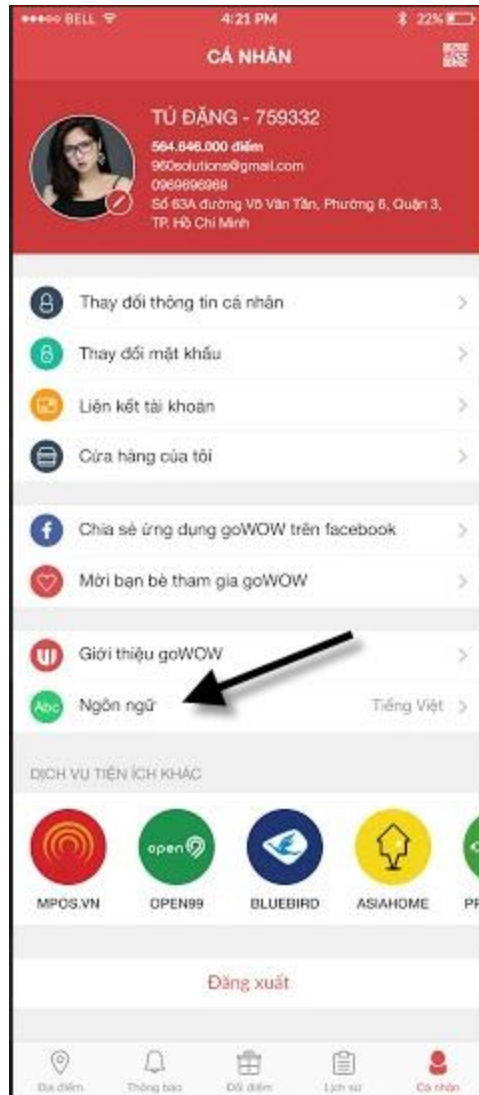 BELL 4:21 PM 22%
CÁ NHÂN
TÚ ĐẶNG - 759332
564.646.000 điểm
960solutions@gmail.com
0969696969
Số 63A đường Võ Văn Tần, Phường 6, Quận 3,
TP. Hồ Chí Minh
Thay đổi thông tin cá nhân
Thay đổi mật khẩu
Liên kết tài khoản
Cửa hàng của tôi
Chia sẻ ứng dụng goWOW trên facebook
Mời bạn bè tham gia goWOW
Giới thiệu goWOW
Abc Ngôn ngữ Tiếng Việt
DỊCH VỤ TIỆN ÍCH KHÁC
open99
MPOS.VN OPEN99 BLUEBIRD ASIAHOME PR
Đăng xuất
Địa điểm Thông báo Đổi điểm Lịch sử Cá nhân